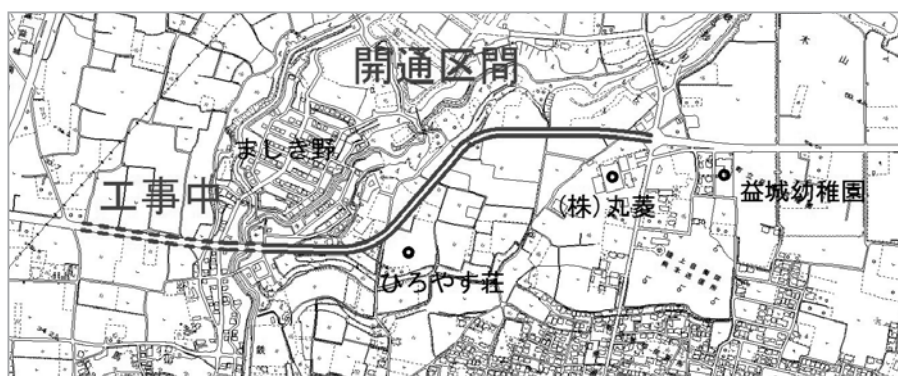 開通区間
ましき野
工事中
(株)丸菱
益城幼稚園
ひろやす荘